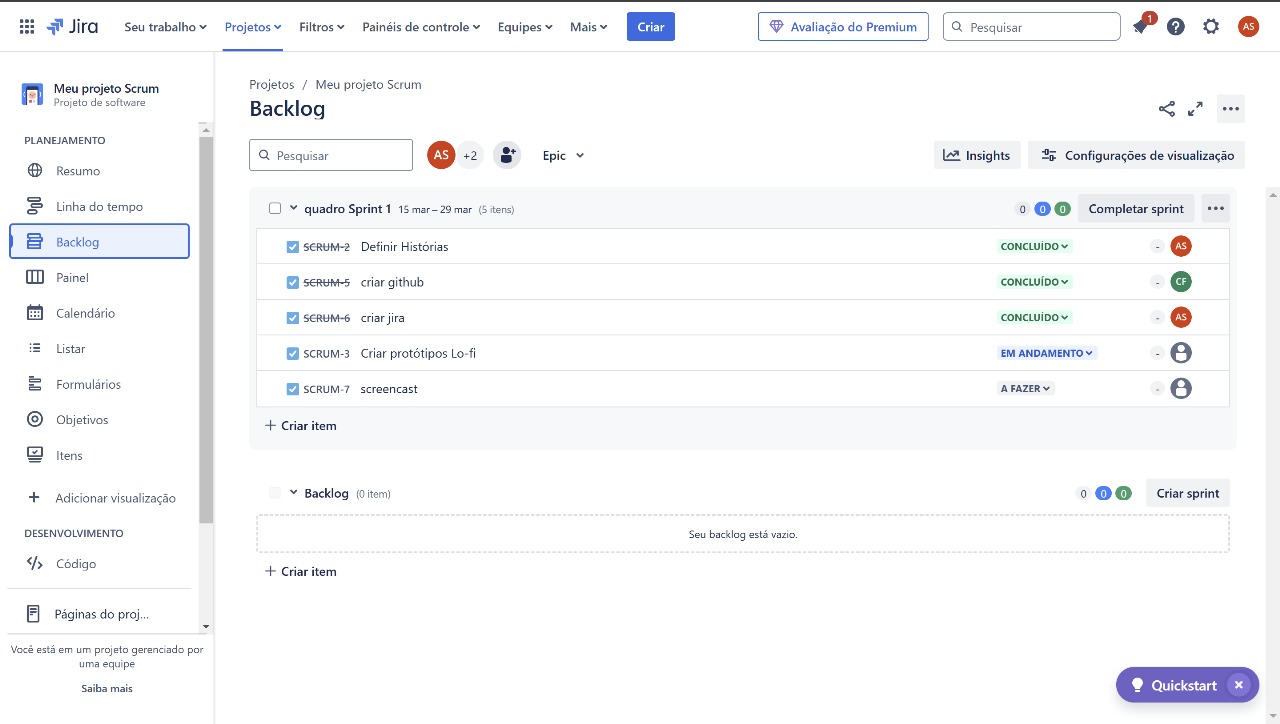 Jira Seu trabalho Projetos Filtros Painéis de controle Equipes Mais Criar Avaliação do Premium Pesquisar 1 AS
Meu projeto Scrum
Projeto de software
PLANEJAMENTO
Resumo
Linha do tempo
Backlog
Painel
Calendário
Listar
Formulários
Objetivos
Itens
Adicionar visualização
DESENVOLVIMENTO
Código
Páginas do proj...
Você está em um projeto gerenciado por
uma equipe
Saiba mais
Projetos / Meu projeto Scrum
Backlog
Pesquisar AS +2 Epic Insights Configurações de visualização
quadro Sprint 1 15 mar – 29 mar (5 itens) 0 0 0 Completar sprint
SCRUM-2 Definir Histórias CONCLUÍDO - AS
SCRUM-5 criar github CONCLUÍDO - CF
SCRUM-6 criar jira CONCLUÍDO - AS
SCRUM-3 Criar protótipos Lo-fi EM ANDAMENTO -
SCRUM-7 screencast A FAZER -
+ Criar item
Backlog (0 item) 0 0 0 Criar sprint
Seu backlog está vazio.
+ Criar item
Quickstart